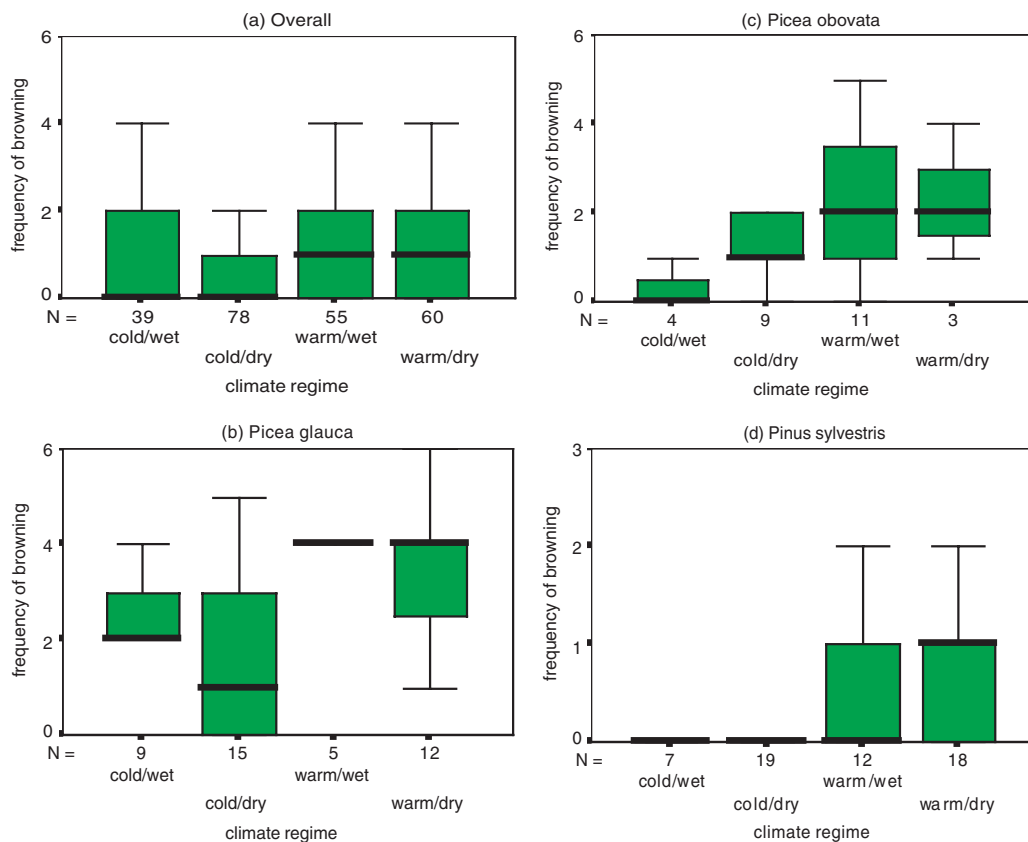 (a) Overall
frequency of browning
6
4
2
0
N = 39 78 55 60
cold/wet warm/wet
cold/dry warm/dry
climate regime
(c) Picea obovata
frequency of browning
6
4
2
0
N = 4 9 11 3
cold/wet warm/wet
cold/dry warm/dry
climate regime
(b) Picea glauca
frequency of browning
6
4
2
0
N = 9 15 5 12
cold/wet warm/wet
cold/dry warm/dry
climate regime
(d) Pinus sylvestris
frequency of browning
3
2
1
0
N = 7 19 12 18
cold/wet warm/wet
cold/dry warm/dry
climate regime